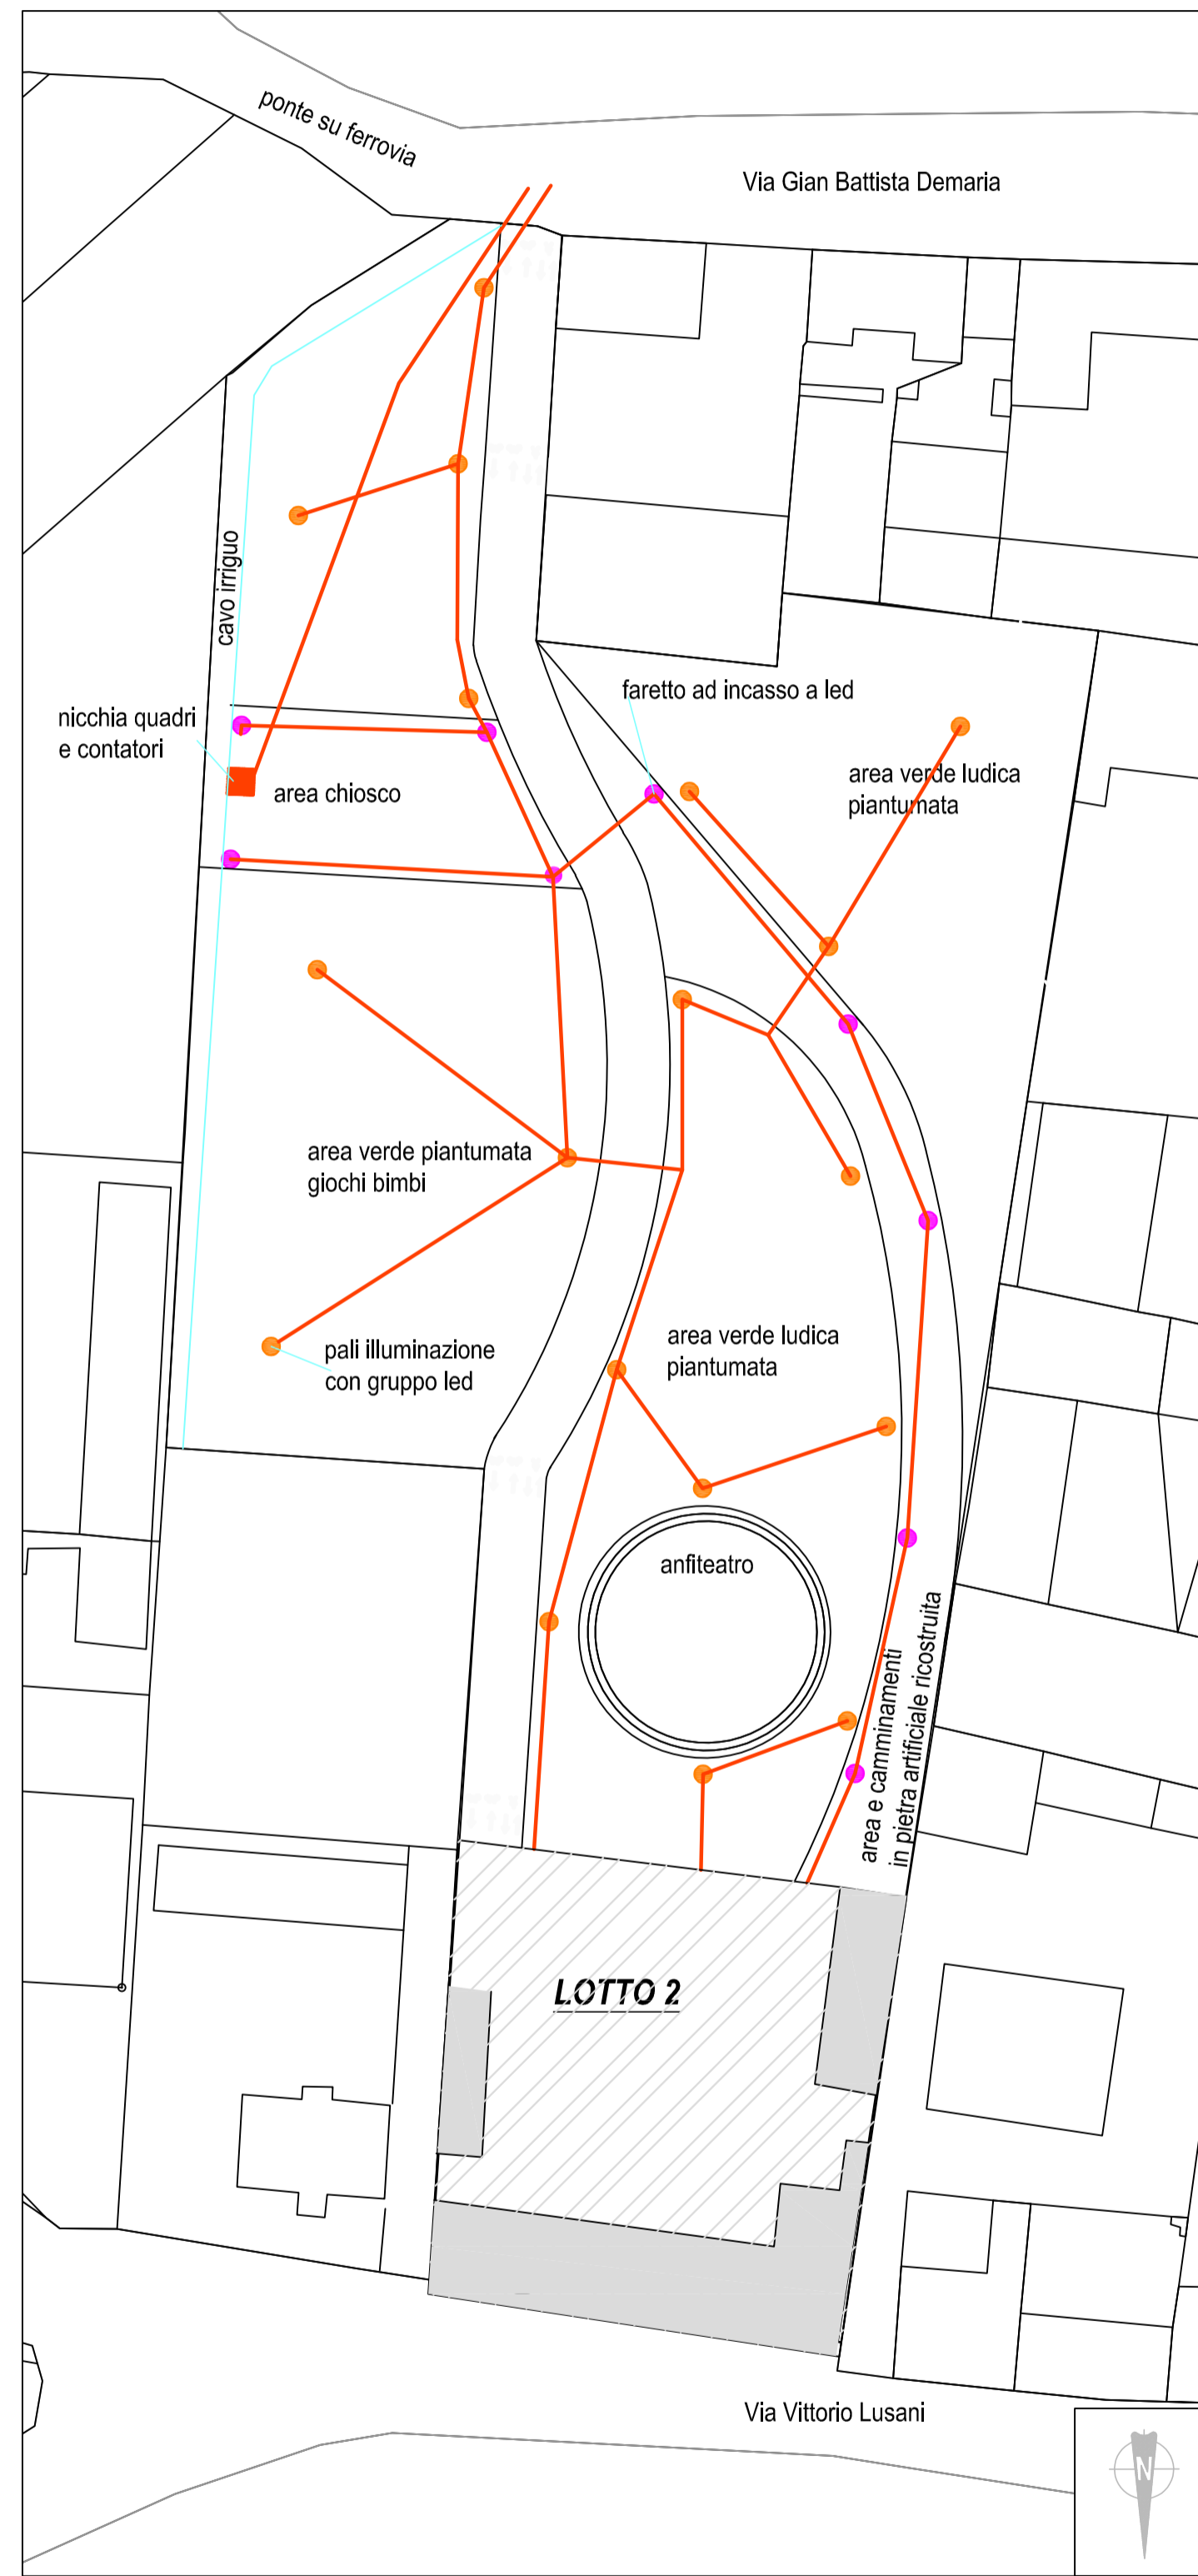 ponte su ferrovia
Via Gian Battista Demaria
cavo irriguo
faretto ad incasso a led
nicchia quadri
e contatori
area verde ludica
piantumata
area chiosco
area verde piantumata
giochi bimbi
area verde ludica
piantumata
pali illuminazione
con gruppo led
anfiteatro
area e camminamenti
in pietra artificiale ricostruita
LOTTO 2
Via Vittorio Lusani
N